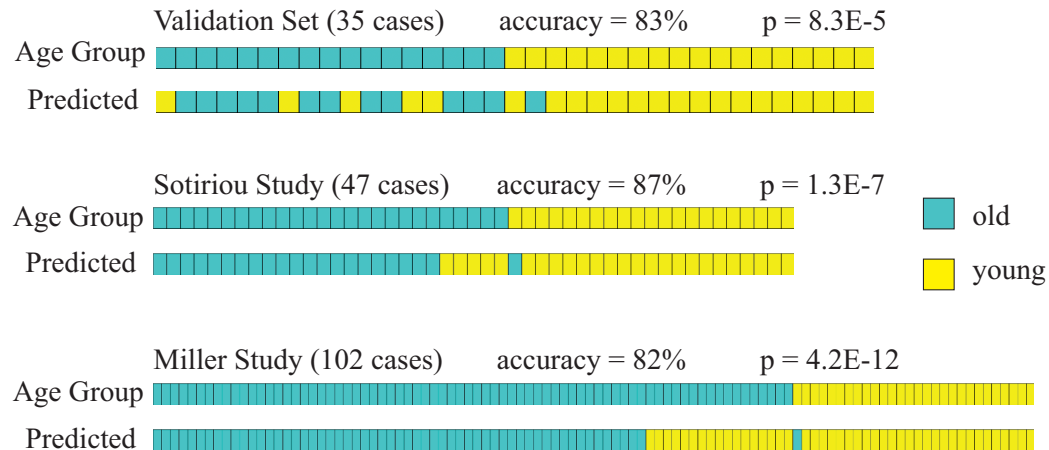 Validation Set (35 cases) accuracy = 83% p = 8.3E-5
Age Group
Predicted
Sotiriou Study (47 cases) accuracy = 87% p = 1.3E-7
Age Group
Predicted
old
young
Miller Study (102 cases) accuracy = 82% p = 4.2E-12
Age Group
Predicted